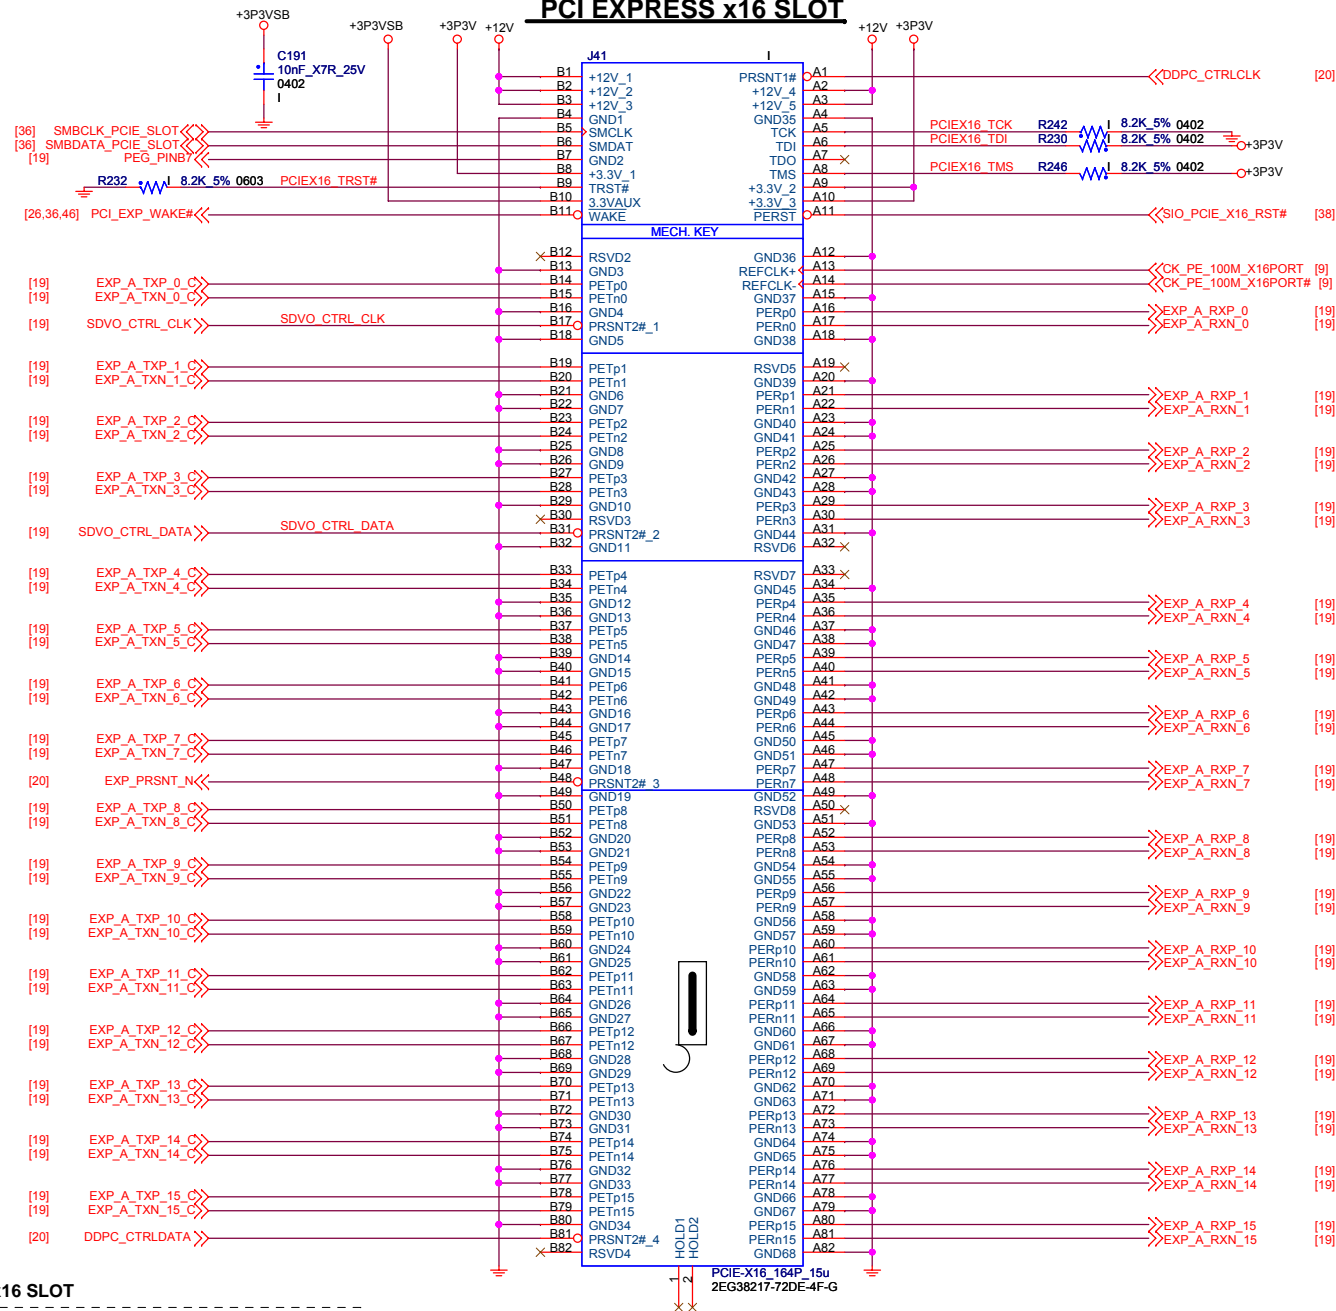 PCI EXPRESS x16 SLOT
+3P3VSB
+3P3VSB +3P3V +12V +12V +3P3V
C191
10nF_X7R_25V
0402
I
J41 I
B1 +12V_1 PRSNT1# A1 DDPC_CTRLCLK [20]
B2 +12V_2 +12V_4 A2
B3 +12V_3 +12V_5 A3
B4 GND1 GND35 A4
[36] SMBCLK_PCIE_SLOT B5 SMCLK TCK A5 PCIEX16_TCK R242 I 8.2K_5% 0402
[36] SMBDATA_PCIE_SLOT B6 SMDAT TDI A6 PCIEX16_TDI R230 I 8.2K_5% 0402 +3P3V
[19] PEG_PINB7 B7 GND2 TDO A7
B8 +3.3V_1 TMS A8 PCIEX16_TMS R246 I 8.2K_5% 0402 +3P3V
R232 I 8.2K_5% 0603 PCIEX16_TRST# B9 TRST# +3.3V_2 A9
B10 3.3VAUX +3.3V_3 A10
[26,36,46] PCI_EXP_WAKE# B11 WAKE PERST A11 SIO_PCIE_X16_RST# [38]
MECH. KEY
B12 RSVD2 GND36 A12
B13 GND3 REFCLK+ A13 CK_PE_100M_X16PORT [9]
[19] EXP_A_TXP_0_C B14 PETp0 REFCLK- A14 CK_PE_100M_X16PORT# [9]
[19] EXP_A_TXN_0_C B15 PETn0 GND37 A15
B16 GND4 PERp0 A16 EXP_A_RXP_0 [19]
[19] SDVO_CTRL_CLK SDVO_CTRL_CLK B17 PRSNT2#_1 PERn0 A17 EXP_A_RXN_0 [19]
B18 GND5 GND38 A18
[19] EXP_A_TXP_1_C B19 PETp1 RSVD5 A19
[19] EXP_A_TXN_1_C B20 PETn1 GND39 A20
B21 GND6 PERp1 A21 EXP_A_RXP_1 [19]
B22 GND7 PERn1 A22 EXP_A_RXN_1 [19]
[19] EXP_A_TXP_2_C B23 PETp2 GND40 A23
[19] EXP_A_TXN_2_C B24 PETn2 GND41 A24
B25 GND8 PERp2 A25 EXP_A_RXP_2 [19]
B26 GND9 PERn2 A26 EXP_A_RXN_2 [19]
[19] EXP_A_TXP_3_C B27 PETp3 GND42 A27
[19] EXP_A_TXN_3_C B28 PETn3 GND43 A28
B29 GND10 PERp3 A29 EXP_A_RXP_3 [19]
B30 RSVD3 PERn3 A30 EXP_A_RXN_3 [19]
[19] SDVO_CTRL_DATA SDVO_CTRL_DATA B31 PRSNT2#_2 GND44 A31
B32 GND11 RSVD6 A32
[19] EXP_A_TXP_4_C B33 PETp4 RSVD7 A33
[19] EXP_A_TXN_4_C B34 PETn4 GND45 A34
B35 GND12 PERp4 A35 EXP_A_RXP_4 [19]
B36 GND13 PERn4 A36 EXP_A_RXN_4 [19]
[19] EXP_A_TXP_5_C B37 PETp5 GND46 A37
[19] EXP_A_TXN_5_C B38 PETn5 GND47 A38
B39 GND14 PERp5 A39 EXP_A_RXP_5 [19]
B40 GND15 PERn5 A40 EXP_A_RXN_5 [19]
[19] EXP_A_TXP_6_C B41 PETp6 GND48 A41
[19] EXP_A_TXN_6_C B42 PETn6 GND49 A42
B43 GND16 PERp6 A43 EXP_A_RXP_6 [19]
B44 GND17 PERn6 A44 EXP_A_RXN_6 [19]
[19] EXP_A_TXP_7_C B45 PETp7 GND50 A45
[19] EXP_A_TXN_7_C B46 PETn7 GND51 A46
B47 GND18 PERp7 A47 EXP_A_RXP_7 [19]
[20] EXP_PRSNT_N B48 PRSNT2#_3 PERn7 A48 EXP_A_RXN_7 [19]
B49 GND19 GND52 A49
[19] EXP_A_TXP_8_C B50 PETp8 RSVD8 A50
[19] EXP_A_TXN_8_C B51 PETn8 GND53 A51
B52 GND20 PERp8 A52 EXP_A_RXP_8 [19]
B53 GND21 PERn8 A53 EXP_A_RXN_8 [19]
[19] EXP_A_TXP_9_C B54 PETp9 GND54 A54
[19] EXP_A_TXN_9_C B55 PETn9 GND55 A55
B56 GND22 PERp9 A56 EXP_A_RXP_9 [19]
B57 GND23 PERn9 A57 EXP_A_RXN_9 [19]
[19] EXP_A_TXP_10_C B58 PETp10 GND56 A58
[19] EXP_A_TXN_10_C B59 PETn10 GND57 A59
B60 GND24 PERp10 A60 EXP_A_RXP_10 [19]
B61 GND25 PERn10 A61 EXP_A_RXN_10 [19]
[19] EXP_A_TXP_11_C B62 PETp11 GND58 A62
[19] EXP_A_TXN_11_C B63 PETn11 GND59 A63
B64 GND26 PERp11 A64 EXP_A_RXP_11 [19]
B65 GND27 PERn11 A65 EXP_A_RXN_11 [19]
[19] EXP_A_TXP_12_C B66 PETp12 GND60 A66
[19] EXP_A_TXN_12_C B67 PETn12 GND61 A67
B68 GND28 PERp12 A68 EXP_A_RXP_12 [19]
B69 GND29 PERn12 A69 EXP_A_RXN_12 [19]
[19] EXP_A_TXP_13_C B70 PETp13 GND62 A70
[19] EXP_A_TXN_13_C B71 PETn13 GND63 A71
B72 GND30 PERp13 A72 EXP_A_RXP_13 [19]
B73 GND31 PERn13 A73 EXP_A_RXN_13 [19]
[19] EXP_A_TXP_14_C B74 PETp14 GND64 A74
[19] EXP_A_TXN_14_C B75 PETn14 GND65 A75
B76 GND32 PERp14 A76 EXP_A_RXP_14 [19]
B77 GND33 PERn14 A77 EXP_A_RXN_14 [19]
[19] EXP_A_TXP_15_C B78 PETp15 GND66 A78
[19] EXP_A_TXN_15_C B79 PETn15 GND67 A79
B80 GND34 PERp15 A80 EXP_A_RXP_15 [19]
[20] DDPC_CTRLDATA B81 PRSNT2#_4 PERn15 A81 EXP_A_RXN_15 [19]
B82 RSVD4 GND68 A82
HOLD1
HOLD2
1
2
PCIE-X16_164P_15u
2EG38217-72DE-4F-G
x16 SLOT